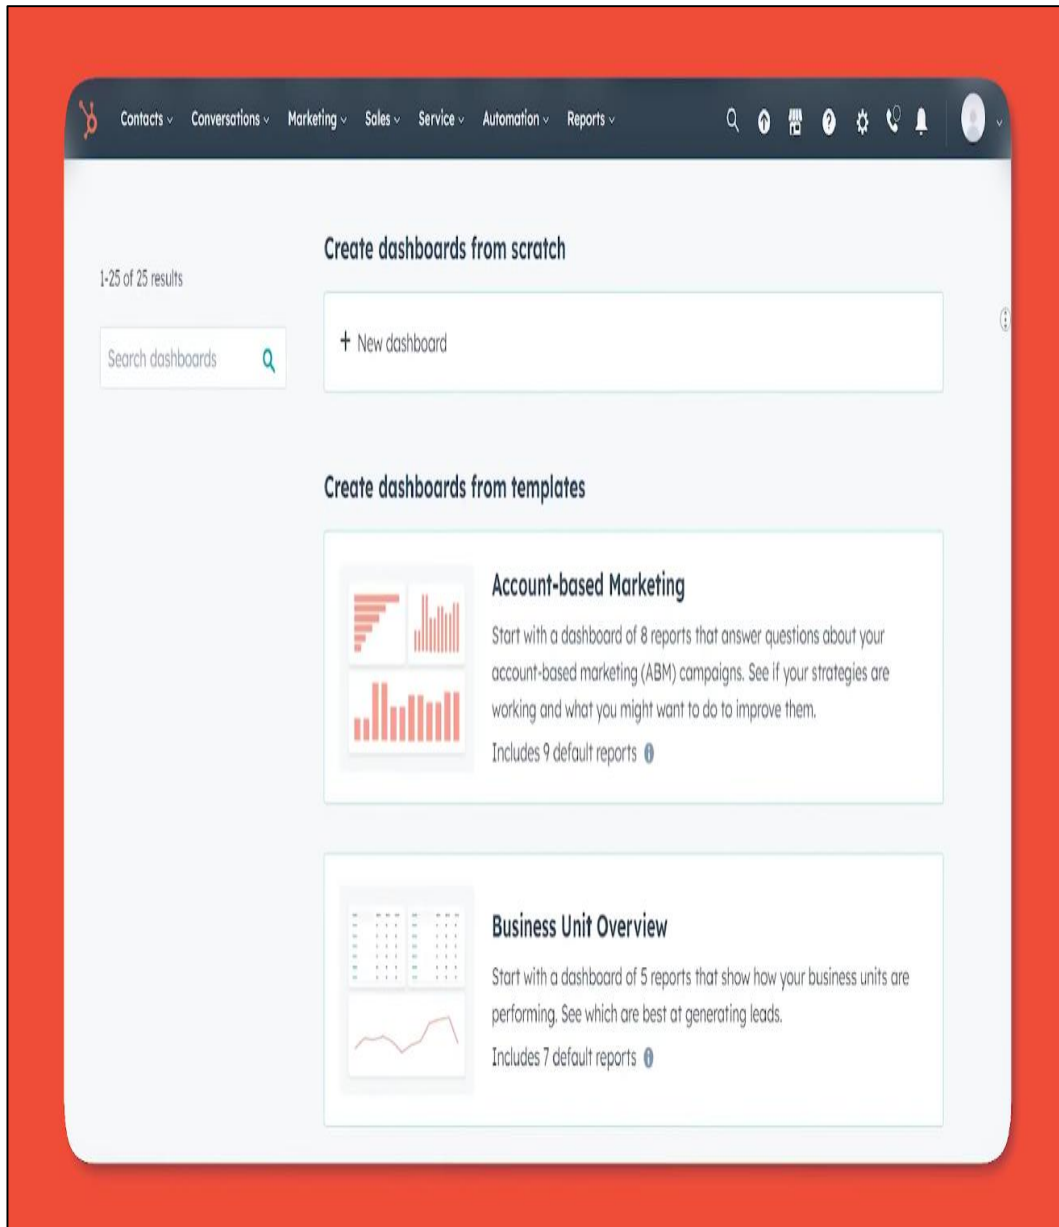 Contacts Conversations Marketing Sales Service Automation Reports
Create dashboards from scratch
1-25 of 25 results
+ New dashboard
Search dashboards
Create dashboards from templates
Account-based Marketing
Start with a dashboard of 8 reports that answer questions about your
account-based marketing (ABM) campaigns. See if your strategies are
working and what you might want to do to improve them.
Includes 9 default reports
Business Unit Overview
Start with a dashboard of 5 reports that show how your business units are
performing. See which are best at generating leads.
Includes 7 default reports